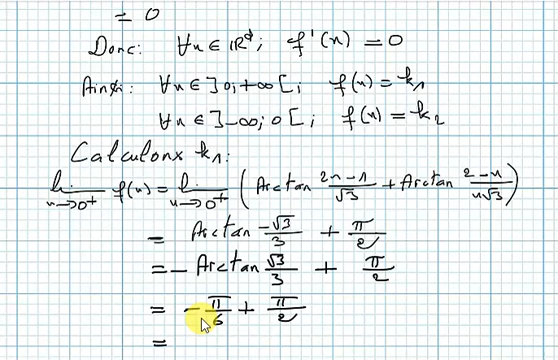 = 0
Donc: ∀x ∈ ℝ*; f'(x) = 0
Ainsi: ∀x ∈ ]0; +∞[; f(x) = k₁
∀x ∈ ]-∞; 0[; f(x) = k₂
Calculons k₁:
lim x→0⁺ f(x) = lim x→0⁺ (Arctan (2x-1)/√3 + Arctan (2-x)/(x√3))
= Arctan -√3/3 + π/2
= - Arctan √3/3 + π/2
= - π/6 + π/2
=